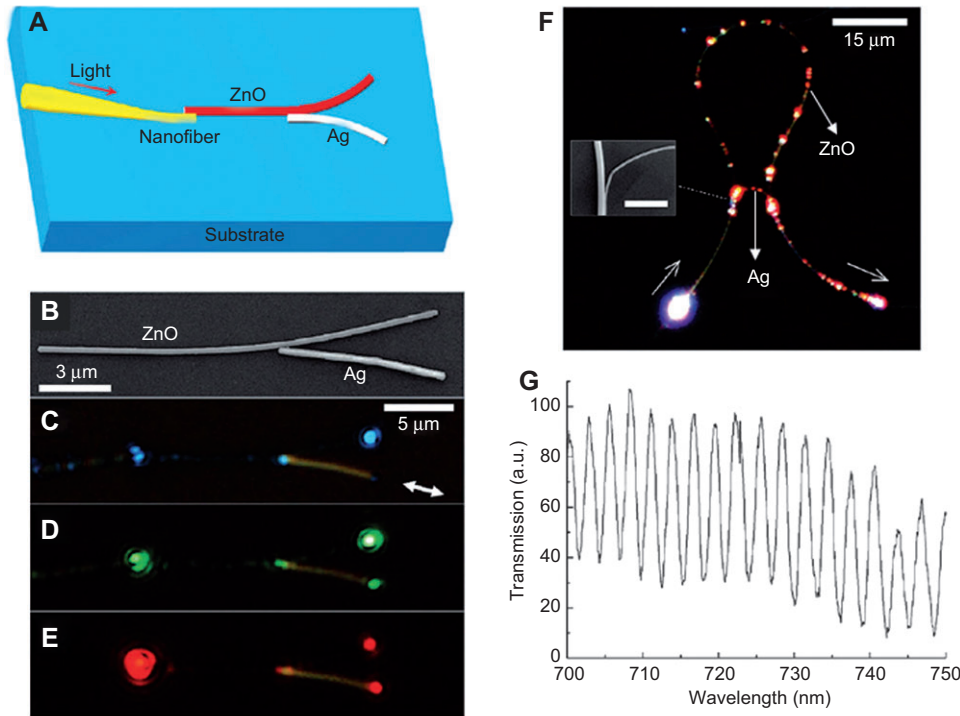 A
Light
ZnO
Nanofiber
Ag
Substrate
B
ZnO
Ag
3 µm
C
5 µm
D
E
F
15 µm
ZnO
Ag
G
Transmission (a.u.)
100
80
60
40
20
0
700 710 720 730 740 750
Wavelength (nm)